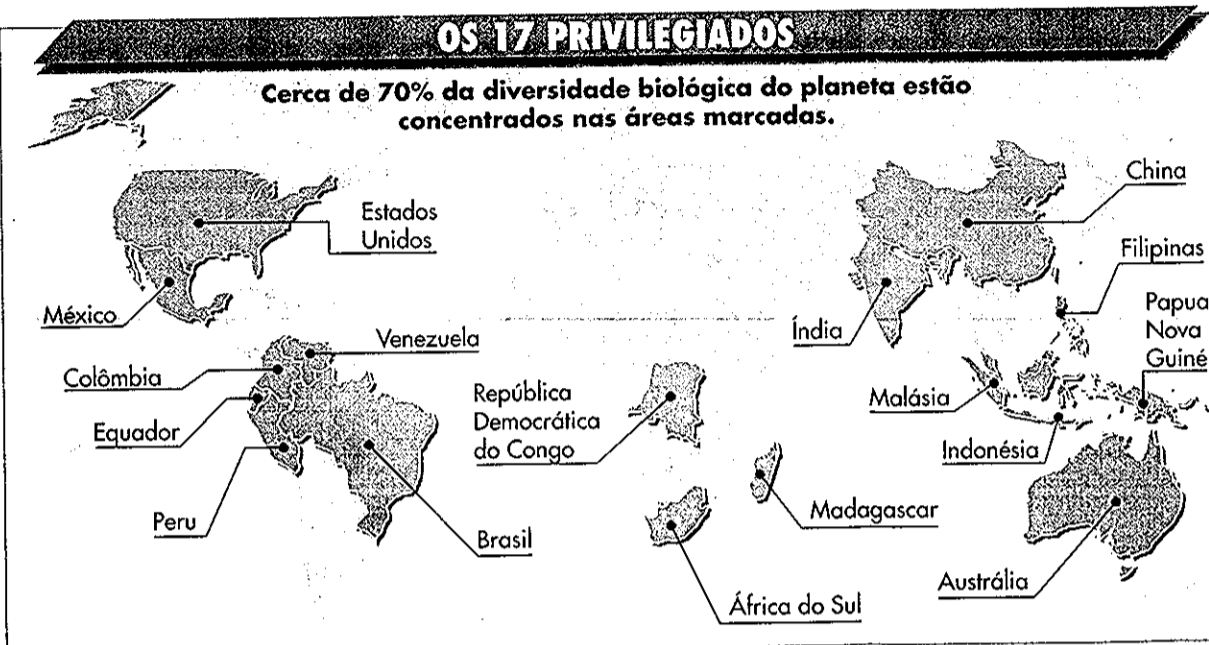 OS 17 PRIVILEGIADOS
Cerca de 70% da diversidade biológica do planeta estão
concentrados nas áreas marcadas.
Estados
Unidos
México
Venezuela
Colômbia
Equador
Peru
Brasil
República
Democrática
do Congo
Madagascar
África do Sul
China
Filipinas
Índia
Papua
Nova
Guiné
Malásia
Indonésia
Austrália